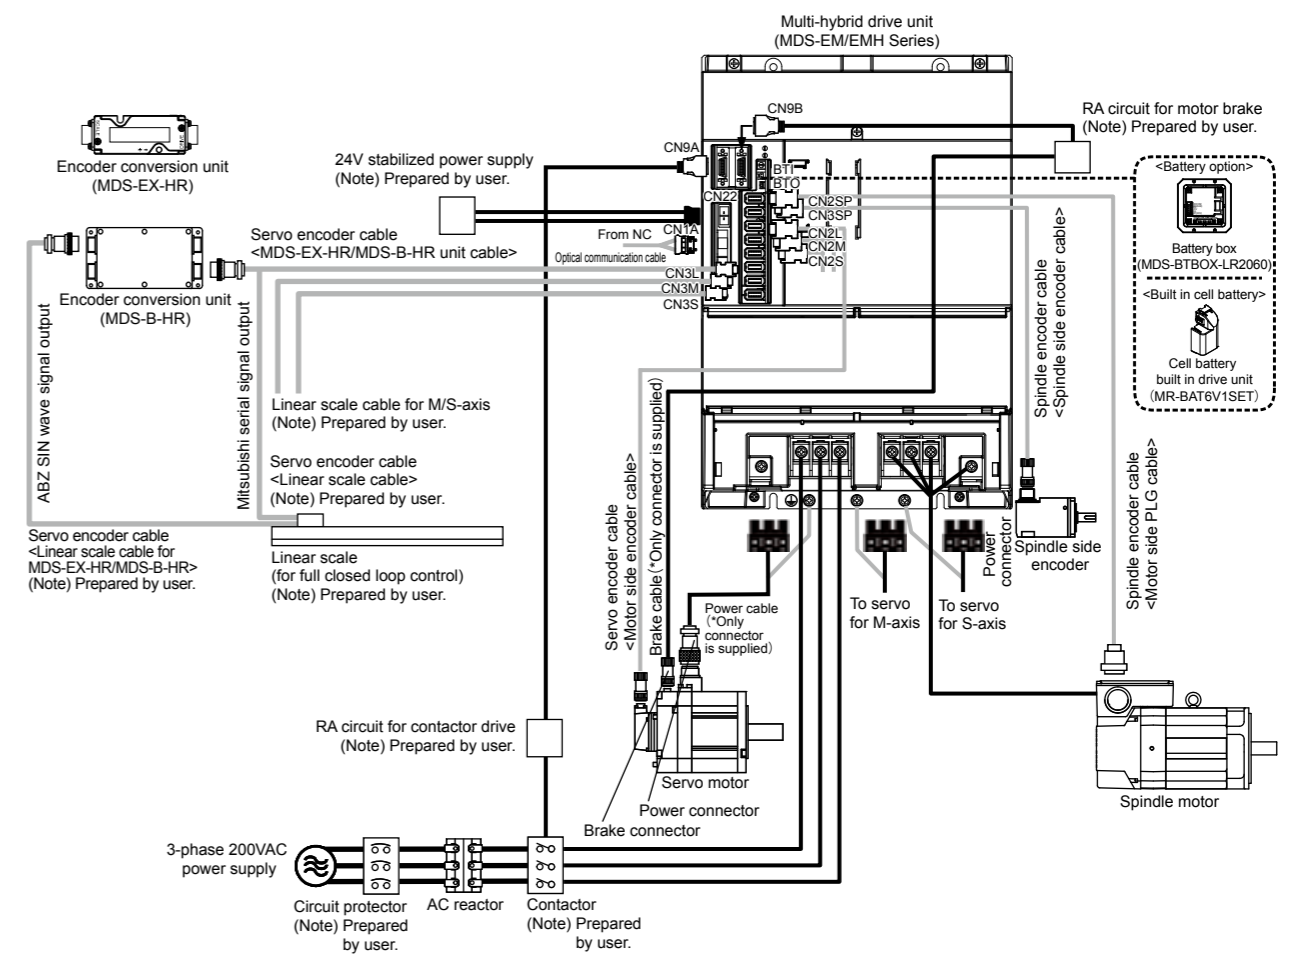 Multi-hybrid drive unit
(MDS-EM/EMH Series)
CN9B
RA circuit for motor brake
(Note) Prepared by user.
CN9A
24V stabilized power supply
(Note) Prepared by user.
Encoder conversion unit
(MDS-EX-HR)
BTI
BTO
<Battery option>
CN22
CN2SP
CN3SP
CN1A
From NC
CN2L
CN2M
CN2S
Optical communication cable
Servo encoder cable
<MDS-EX-HR/MDS-B-HR unit cable>
Battery box
(MDS-BTBOX-LR2060)
CN3L
CN3M
CN3S
Encoder conversion unit
(MDS-B-HR)
<Built in cell battery>
Cell battery
built in drive unit
(MR-BAT6V1SET)
ABZ SIN wave signal output
Mitsubishi serial signal output
Linear scale cable for M/S-axis
(Note) Prepared by user.
Servo encoder cable
<Linear scale cable>
(Note) Prepared by user.
Spindle encoder cable
<Spindle side encoder cable>
Servo encoder cable
<Linear scale cable for
MDS-EX-HR/MDS-B-HR>
(Note) Prepared by user.
Linear scale
(for full closed loop control)
(Note) Prepared by user.
Servo encoder cable
<Motor side encoder cable>
Brake cable (*Only connector is supplied)
Power
connector
Spindle side
encoder
Spindle encoder cable
<Motor side PLG cable>
Power cable
(*Only
connector
is supplied)
To servo
for M-axis
To servo
for S-axis
RA circuit for contactor drive
(Note) Prepared by user.
Servo motor
Power connector
Brake connector
Spindle motor
3-phase 200VAC
power supply
Circuit protector
(Note) Prepared
by user.
AC reactor
Contactor
(Note) Prepared
by user.